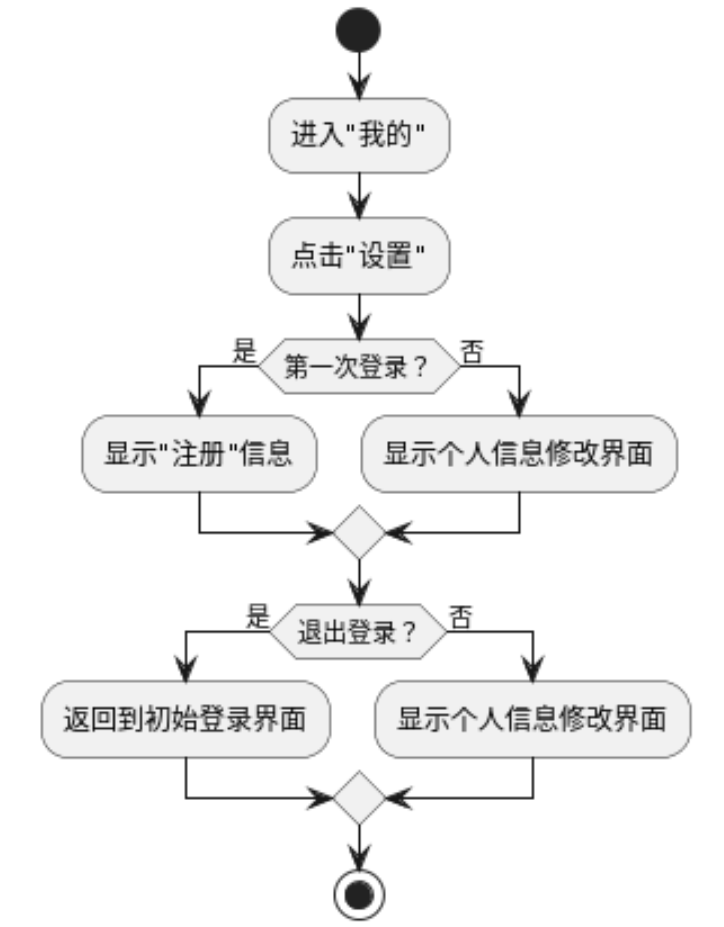 进入"我的"
点击"设置"
是
第一次登录？
否
显示"注册"信息
显示个人信息修改界面
是
退出登录？
否
返回到初始登录界面
显示个人信息修改界面